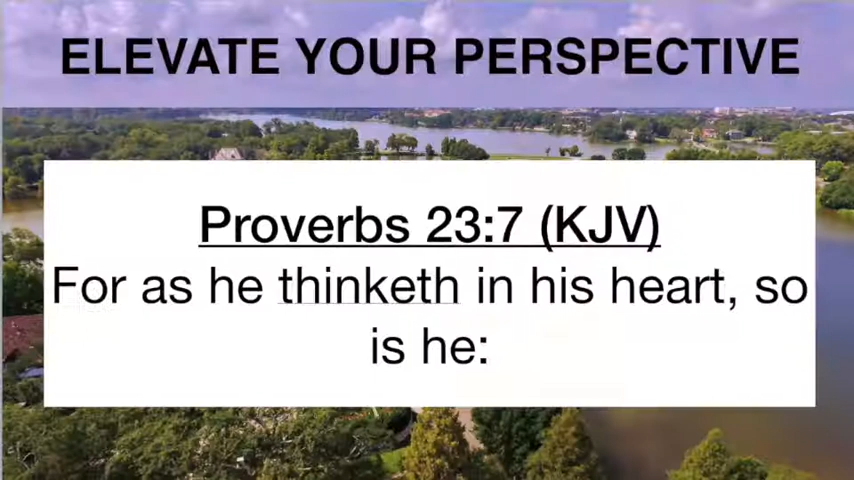 ELEVATE YOUR PERSPECTIVE
Proverbs 23:7 (KJV)
For as he thinketh in his heart, so
is he: